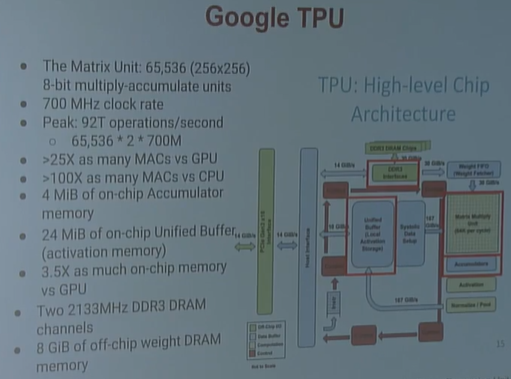 Google TPU
The Matrix Unit: 65,536 (256x256)
8-bit multiply-accumulate units
700 MHz clock rate
Peak: 92T operations/second
65,536 * 2 * 700M
>25X as many MACs vs GPU
>100X as many MACs vs CPU
4 MiB of on-chip Accumulator
memory
24 MiB of on-chip Unified Buffer
(activation memory)
3.5X as much on-chip memory
vs GPU
Two 2133MHz DDR3 DRAM
channels
8 GiB of off-chip weight DRAM
memory
TPU: High-level Chip
Architecture
DDR3 DRAM Chips
14 GiB/s
30 GiB/s
DDR3
Interfaces
Weight FIFO
(Weight Fetcher)
30 GiB/s
PCIe Gen3 x16
Interface
14 GiB/s
14 GiB/s
Host Interface
10 GiB/s
Unified
Buffer
(Local
Activation
Storage)
Systolic
Data
Setup
167
GiB/s
Matrix Multiply
Unit
(64K per cycle)
Accumulators
Activation
Normalize / Pool
167 GiB/s
Instr
Off-Chip I/O
Data Buffer
Computation
Control
Not to Scale
15